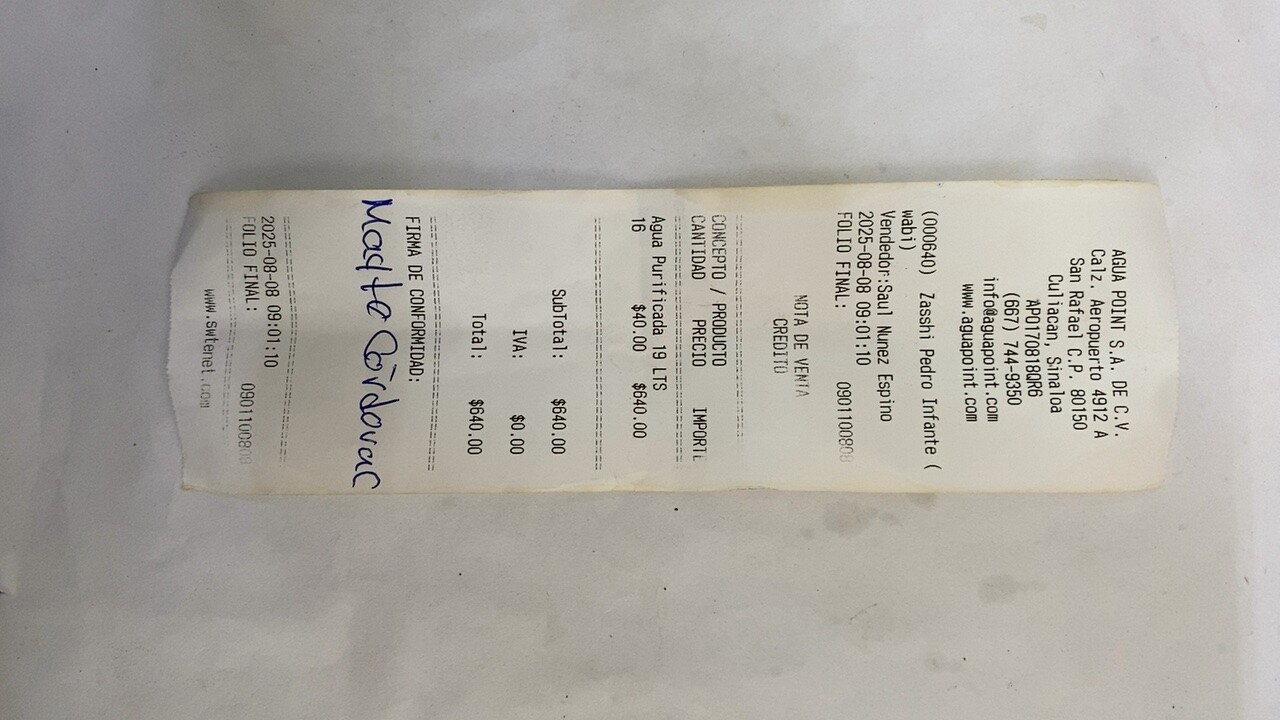 AGUA POINT S.A. DE C.V.
Calz. Aeropuerto 4912 A
San Rafael C.P. 80150
Culiacan, Sinaloa
APO170818QR6
(667) 744-9350
info@aguapoint.com
www.aguapoint.com
(000640) Zasshi Pedro Infante (
wabi)
Vendedor:Saul Nunez Espino
2025-08-08 09:01:10
FOLIO FINAL: 0901100808
NOTA DE VENTA
CREDITO
CONCEPTO / PRODUCTO
CANTIDAD PRECIO IMPORTE
Agua Purificada 19 LTS
16 $40.00 $640.00
SubTotal: $640.00
IVA: $0.00
Total: $640.00
FIRMA DE CONFORMIDAD:
Mayte Córdova C
2025-08-08 09:01:10
FOLIO FINAL: 0901100808
www.swtenet.com